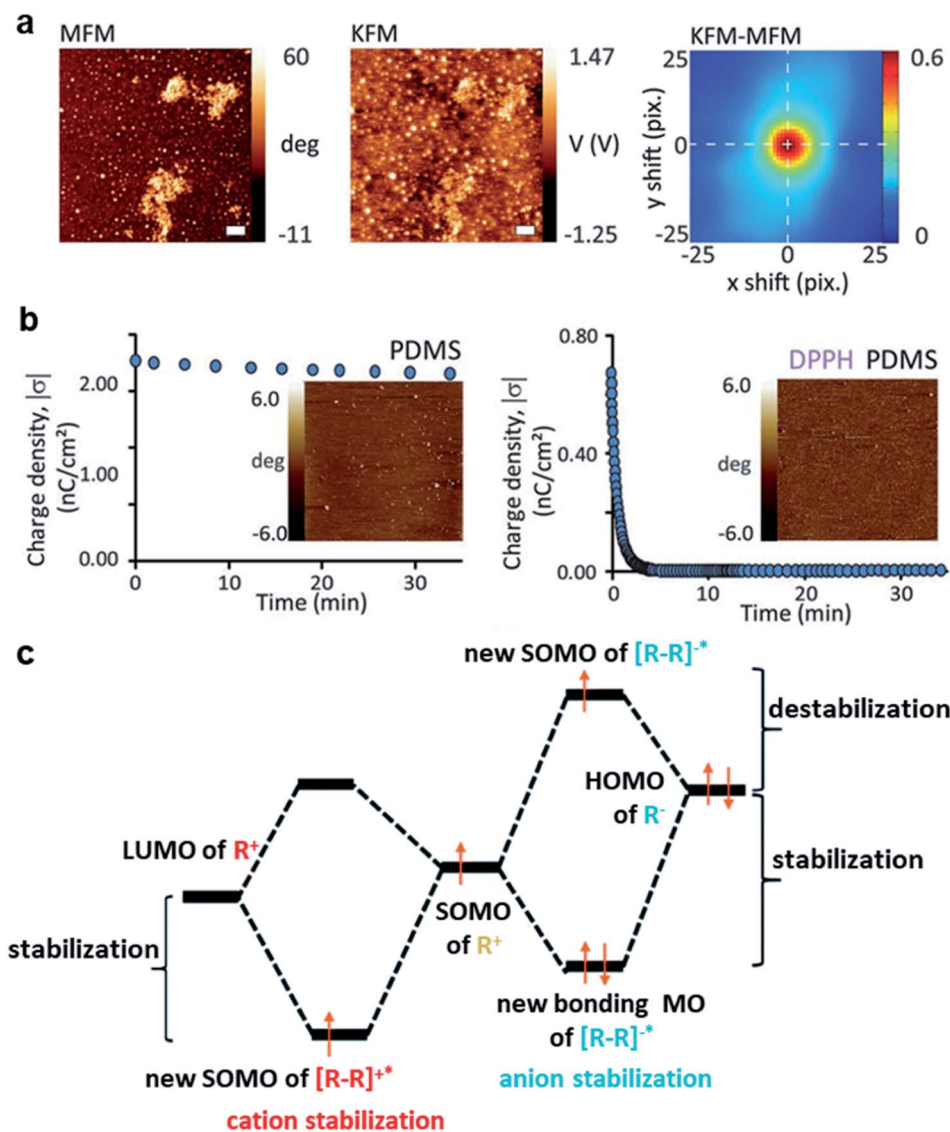 a
MFM
60
deg
-11
KFM
1.47
V (V)
-1.25
KFM-MFM
y shift (pix.)
25
0
-25
-25 0 25
x shift (pix.)
0.6
0
b
Charge density, |σ|
(nC/cm²)
2.00
1.00
0.00
0 10 20 30
Time (min)
PDMS
6.0
deg
-6.0
Charge density, |σ|
(nC/cm²)
0.80
0.40
0.00
0 10 20 30
Time (min)
DPPH PDMS
6.0
deg
-6.0
c
new SOMO of [R-R]-*
destabilization
HOMO
of R-
LUMO of R+
stabilization
SOMO
of R+
stabilization
new bonding MO
of [R-R]-*
new SOMO of [R-R]+*
anion stabilization
cation stabilization